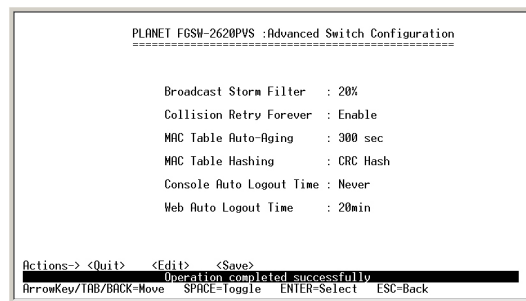 PLANET FGSW-2620PVS :Advanced Switch Configuration
==================================================
Broadcast Storm Filter : 20%
Collision Retry Forever : Enable
MAC Table Auto-Aging : 300 sec
MAC Table Hashing : CRC Hash
Console Auto Logout Time : Never
Web Auto Logout Time : 20min
Actions-> <Quit> <Edit> <Save>
Operation completed successfully
ArrowKey/TAB/BACK=Move SPACE=Toggle ENTER=Select ESC=Back